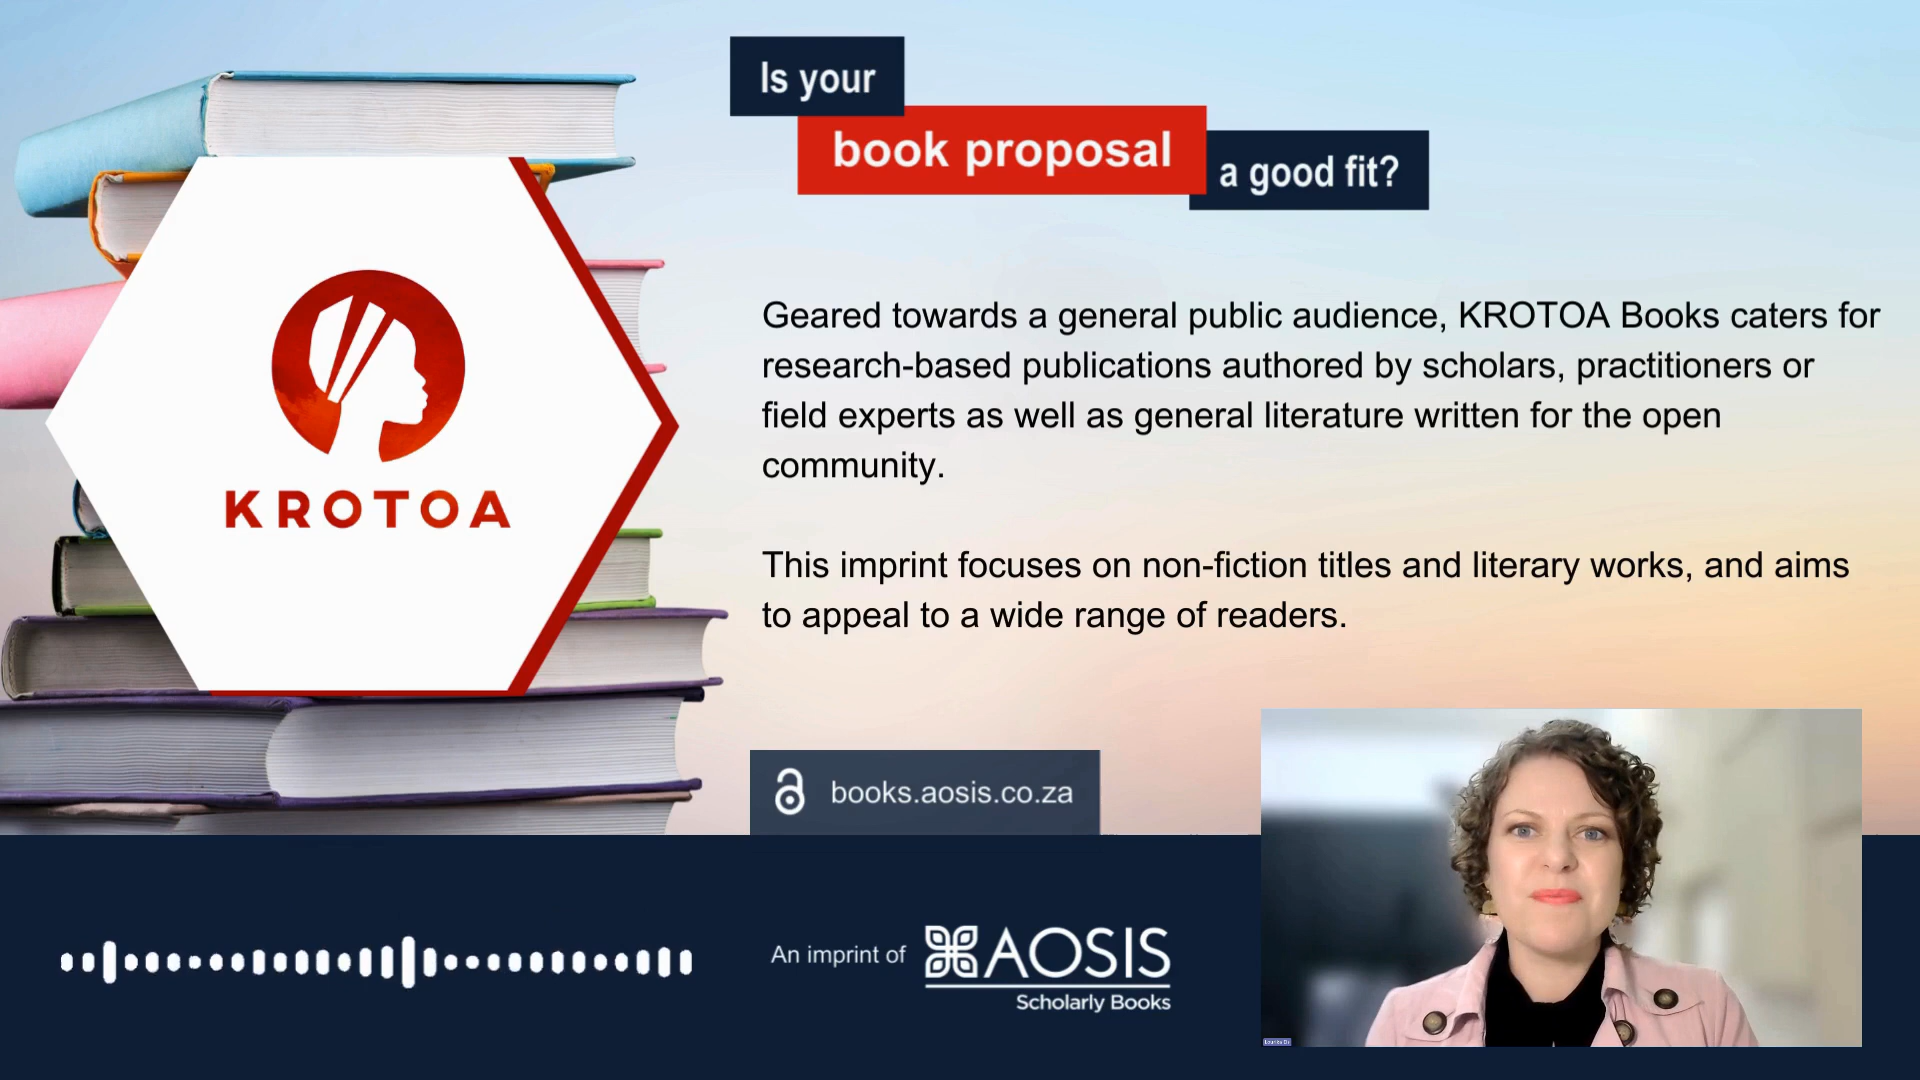 Is your
book proposal
a good fit?
Geared towards a general public audience, KROTOA Books caters for
research-based publications authored by scholars, practitioners or
field experts as well as general literature written for the open
community.
This imprint focuses on non-fiction titles and literary works, and aims
to appeal to a wide range of readers.
KROTOA
books.aosis.co.za
An imprint of
AOSIS
Scholarly Books